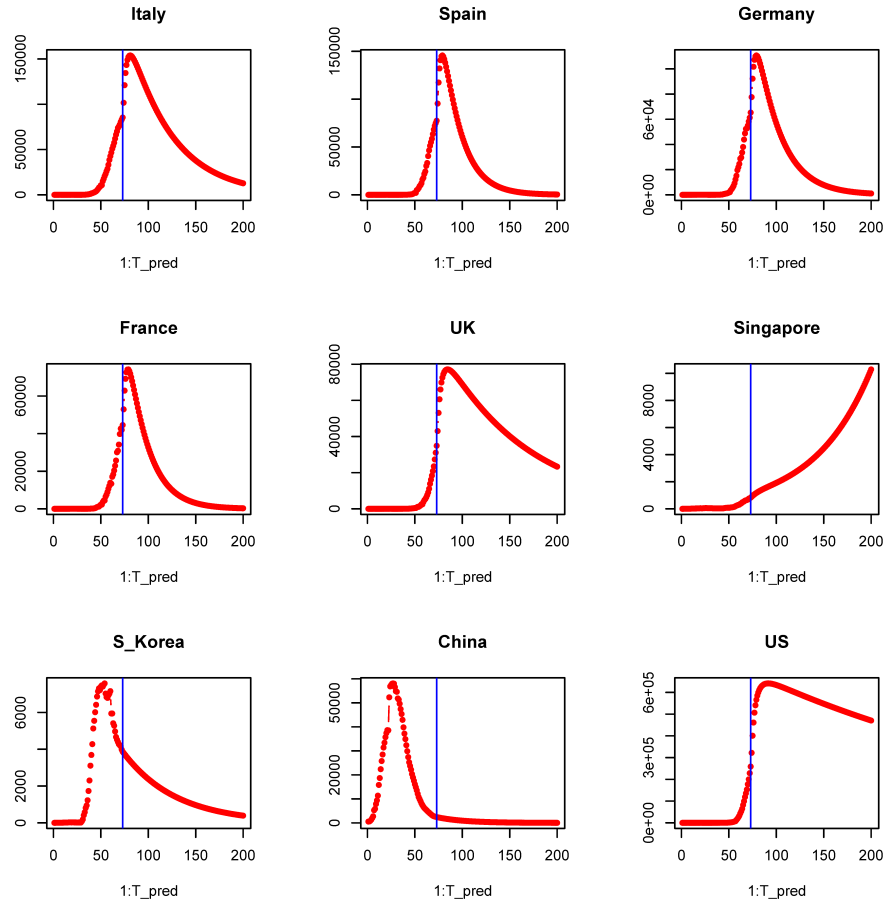 Italy
Spain
Germany
0 50000 150000
0 50000 150000
0e+00 6e+04
0 50 100 150 200
0 50 100 150 200
0 50 100 150 200
1:T_pred
1:T_pred
1:T_pred
France
UK
Singapore
0 20000 60000
0 40000 80000
0 4000 8000
0 50 100 150 200
0 50 100 150 200
0 50 100 150 200
1:T_pred
1:T_pred
1:T_pred
S_Korea
China
US
0 2000 6000
0 20000 50000
0e+00 3e+05 6e+05
0 50 100 150 200
0 50 100 150 200
0 50 100 150 200
1:T_pred
1:T_pred
1:T_pred